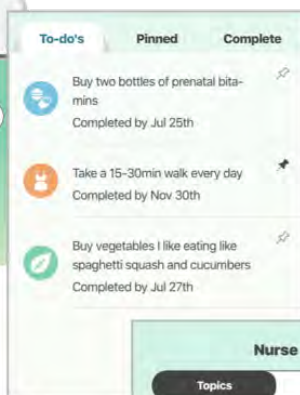 To-do's Pinned Complete
Buy two bottles of prenatal bita-
mins
Completed by Jul 25th
Take a 15-30min walk every day
Completed by Nov 30th
Buy vegetables I like eating like
spaghetti squash and cucumbers
Completed by Jul 27th
Nurse
Topics